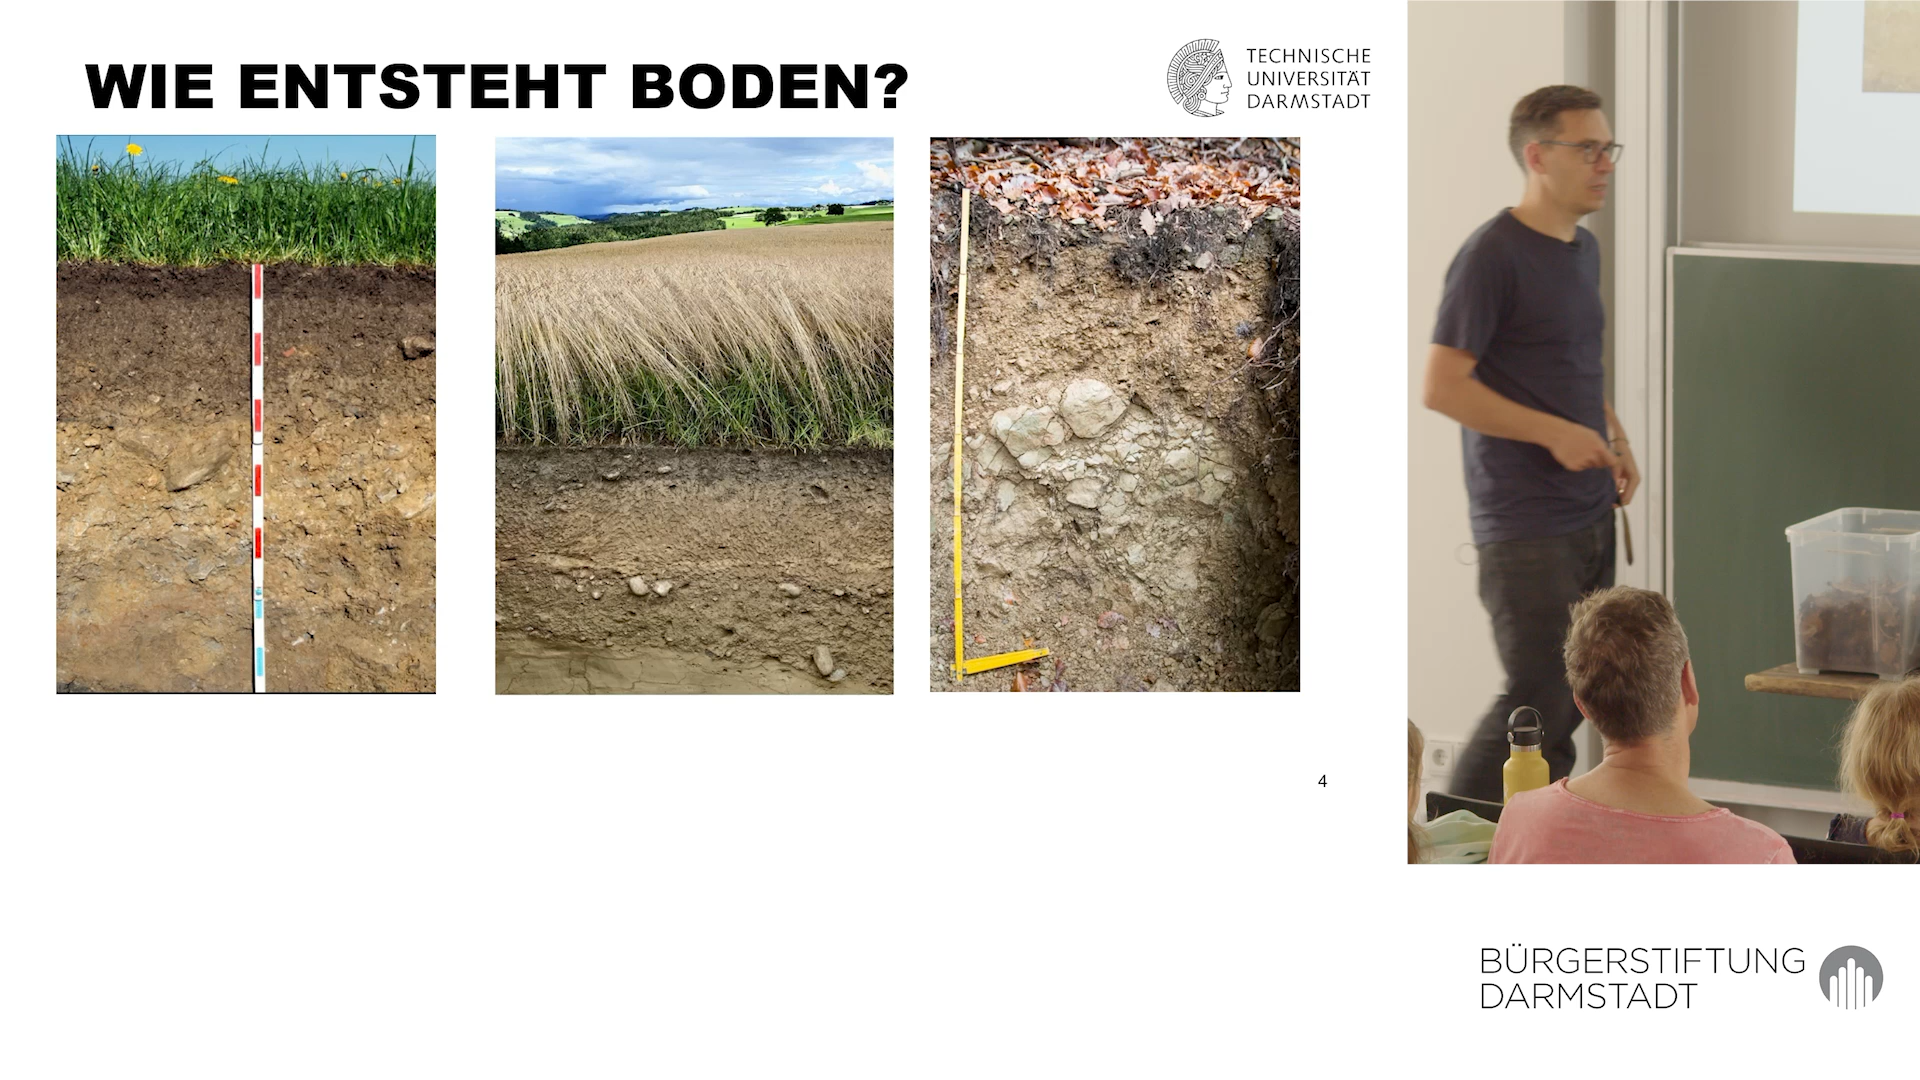 WIE ENTSTEHT BODEN?
TECHNISCHE
UNIVERSITÄT
DARMSTADT
4
BÜRGERSTIFTUNG
DARMSTADT